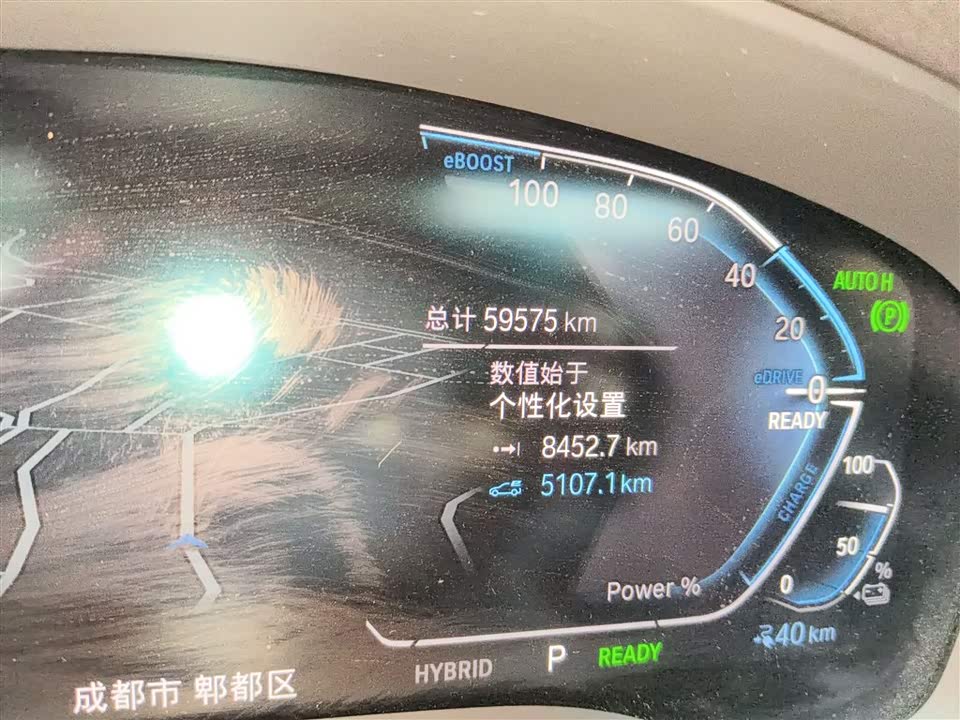 eBOOST
100
80
60
40
AUTO H
(P)
总计 59575 km
20
数值始于
eDRIVE
0
个性化设置
READY
8452.7 km
100
5107.1 km
CHARGE
50
%
Power %
0
40 km
HYBRID P READY
成都市 郫都区